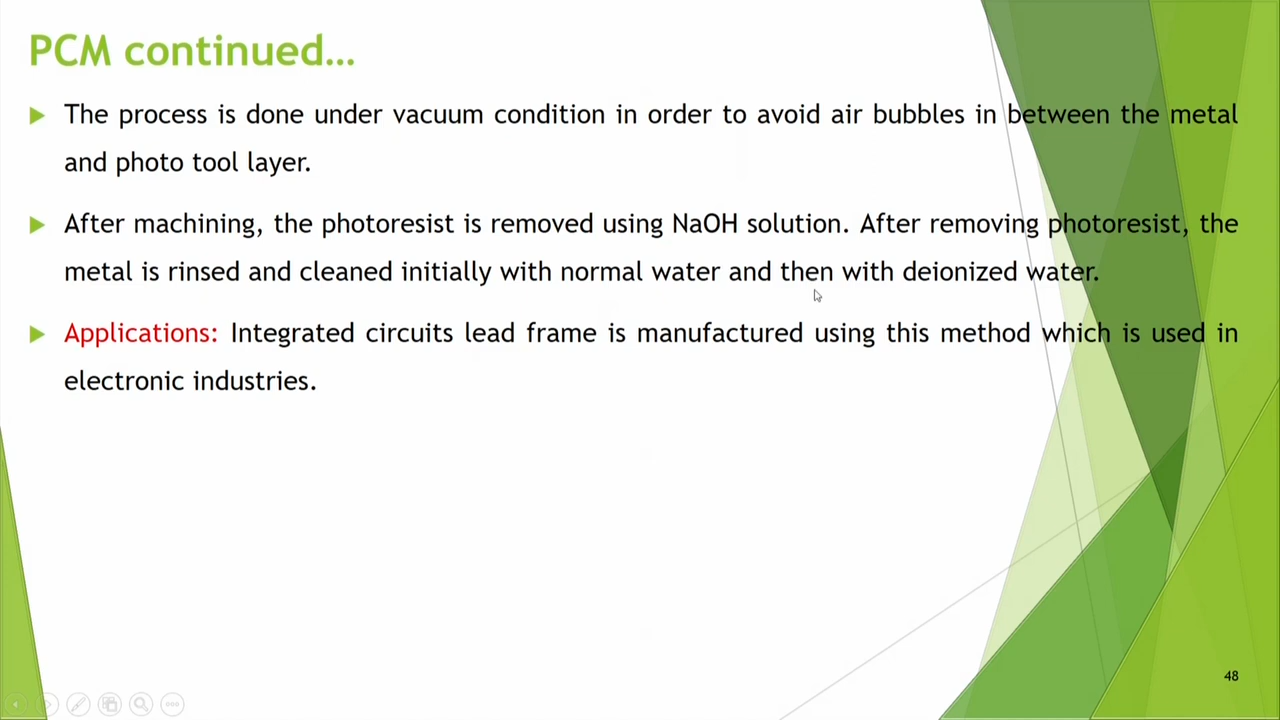 PCM continued…
The process is done under vacuum condition in order to avoid air bubbles in between the metal
and photo tool layer.
After machining, the photoresist is removed using NaOH solution. After removing photoresist, the
metal is rinsed and cleaned initially with normal water and then with deionized water.
Applications: Integrated circuits lead frame is manufactured using this method which is used in
electronic industries.
48